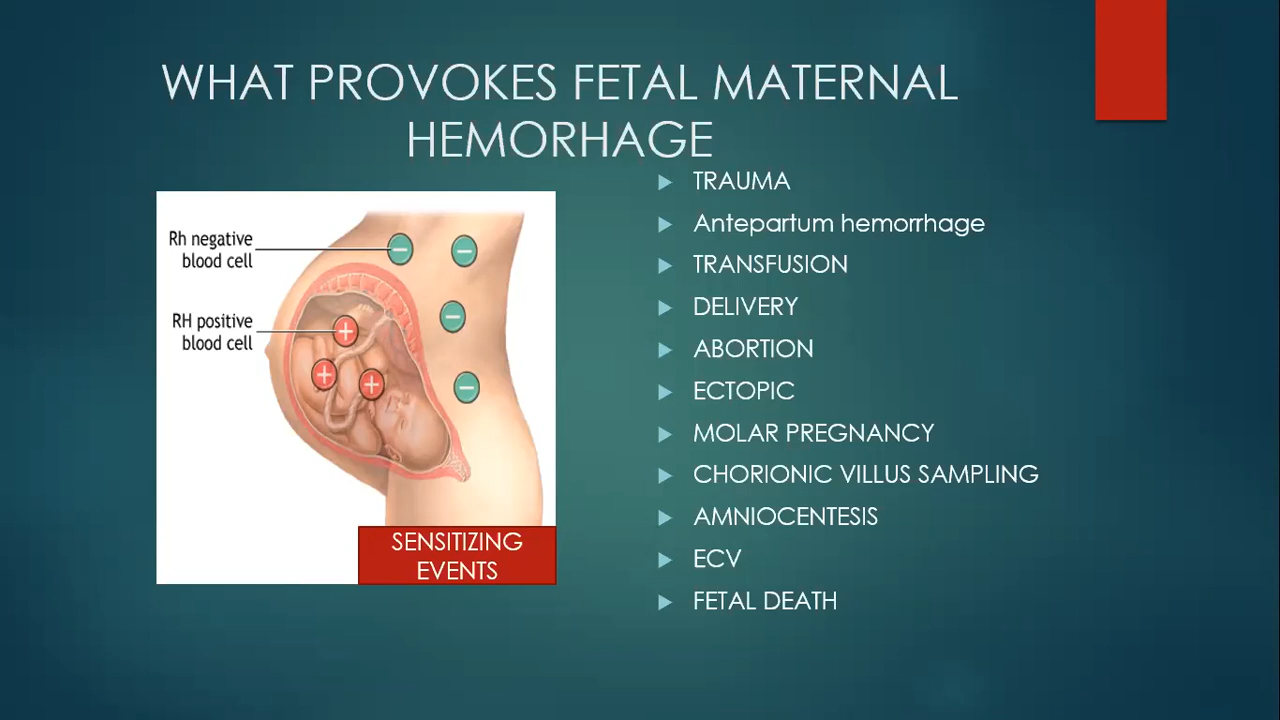 WHAT PROVOKES FETAL MATERNAL
HEMORHAGE
Rh negative
blood cell
RH positive
blood cell
SENSITIZING
EVENTS
TRAUMA
Antepartum hemorrhage
TRANSFUSION
DELIVERY
ABORTION
ECTOPIC
MOLAR PREGNANCY
CHORIONIC VILLUS SAMPLING
AMNIOCENTESIS
ECV
FETAL DEATH